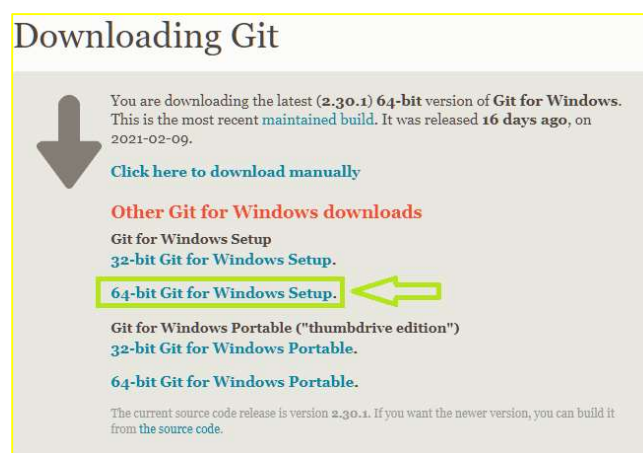 Downloading Git
You are downloading the latest (2.30.1) 64-bit version of Git for Windows.
This is the most recent maintained build. It was released 16 days ago, on
2021-02-09.
Click here to download manually
Other Git for Windows downloads
Git for Windows Setup
32-bit Git for Windows Setup.
64-bit Git for Windows Setup.
Git for Windows Portable ("thumbdrive edition")
32-bit Git for Windows Portable.
64-bit Git for Windows Portable.
The current source code release is version 2.30.1. If you want the newer version, you can build it
from the source code.